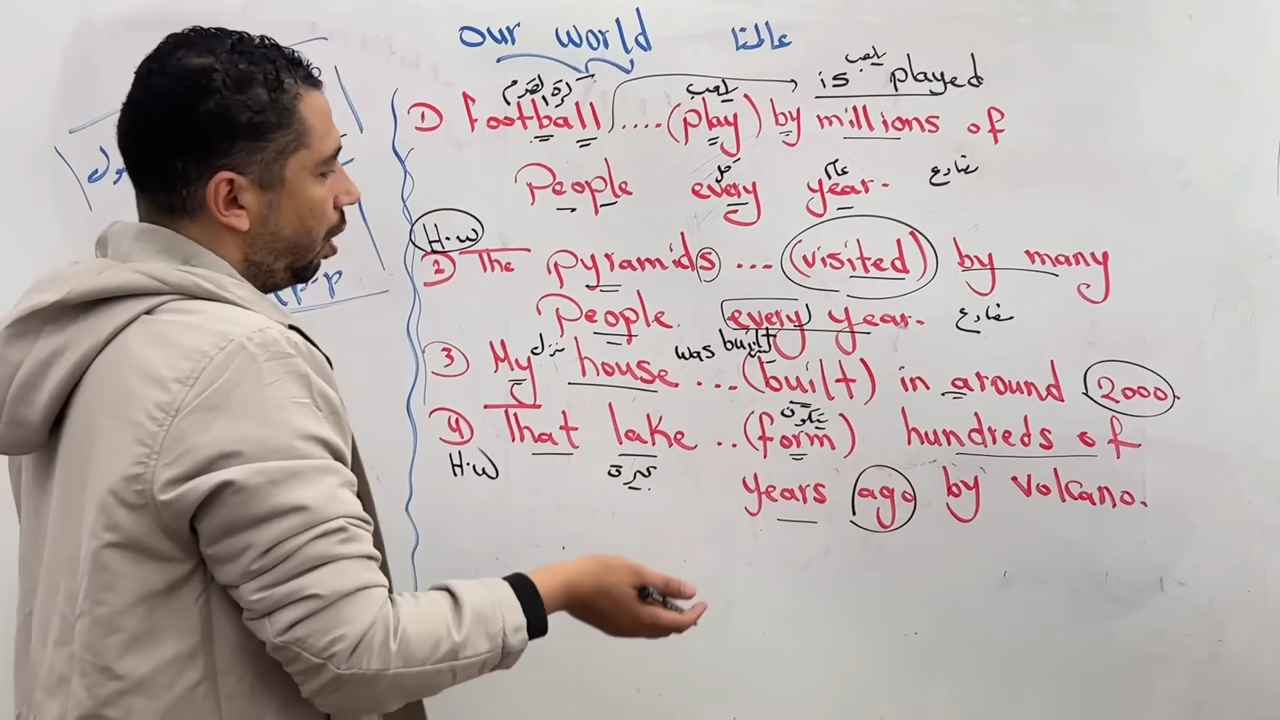 our world عالمنا
يلعب
is played
كرة القدم يلعب
1) football .... (play) by millions of
كل عام مضارع
People every year.
H.w
2) The pyramids ... (visited) by many
People every year. مضارع
منزل was built
3) My house ... (built) in around 2000.
يتكون
4) That lake .. (form) hundreds of
H.w بحيرة
years ago by volcano.
P.P